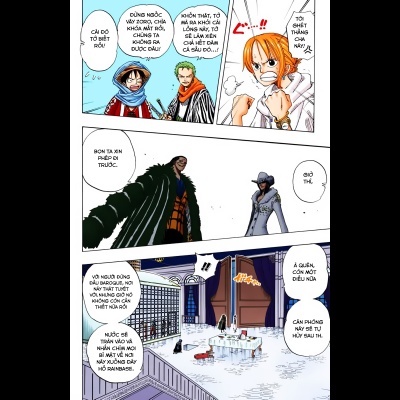 TÔI
GHÉT
THẰNG
CHA
NÀY!
KHỐN THẬT, TỚ
MÀ RA KHỎI CÁI
LỒNG NÀY, TỚ
SẼ LÀM XIÊN
CHẢ HẾT ĐÁM
CÁ SẤU ĐÓ...!
ĐỪNG NGỐC
VẬY ZORO, CHÌA
KHÓA MẤT RỒI,
CHÚNG TA
KHÔNG RA
ĐƯỢC ĐÂU!
CÁI ĐÓ
TỚ BIẾT
RỒI!
GIỜ
THÌ,
BỌN TA XIN
PHÉP ĐI
TRƯỚC.
!!
À QUÊN,
CÒN MỘT
ĐIỀU NỮA
CĂN PHÒNG
NÀY SẼ TỰ
HỦY SAU 1H.
VỚI NGƯỜI ĐỨNG
ĐẦU BAROQUE, NƠI
NÀY THẬT TUYỆT
VỜI NHƯNG GIỜ NÓ
KHÔNG CÒN CẦN
THIẾT NỮA RỒI
NƯỚC SẼ
TRÀN VÀO VÀ
NHẤN CHÌM MỌI
BÍ MẬT VỀ NƠI
NÀY XUỐNG ĐÁY
HỒ RAINBASE.